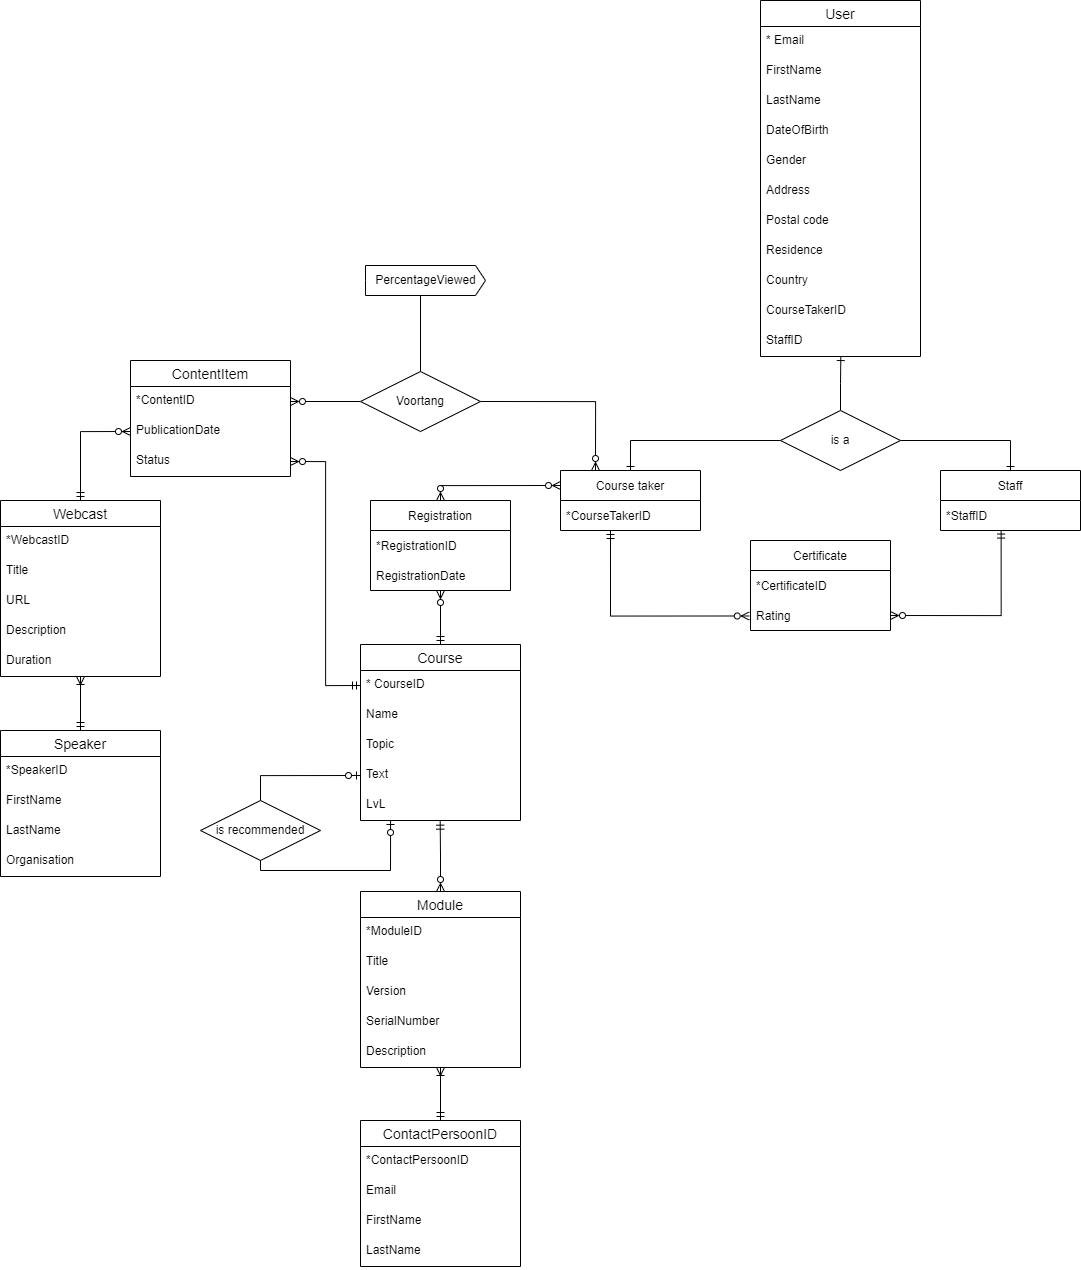 User
* Email
FirstName
LastName
DateOfBirth
Gender
Address
Postal code
Residence
Country
CourseTakerID
StaffID
PercentageViewed
Voortang
is a
ContentItem
*ContentID
PublicationDate
Status
Course taker
*CourseTakerID
Staff
*StaffID
Registration
*RegistrationID
RegistrationDate
Certificate
*CertificateID
Rating
Webcast
*WebcastID
Title
URL
Description
Duration
Speaker
*SpeakerID
FirstName
LastName
Organisation
Course
* CourseID
Name
Topic
Text
LvL
is recommended
Module
*ModuleID
Title
Version
SerialNumber
Description
ContactPersoonID
*ContactPersoonID
Email
FirstName
LastName